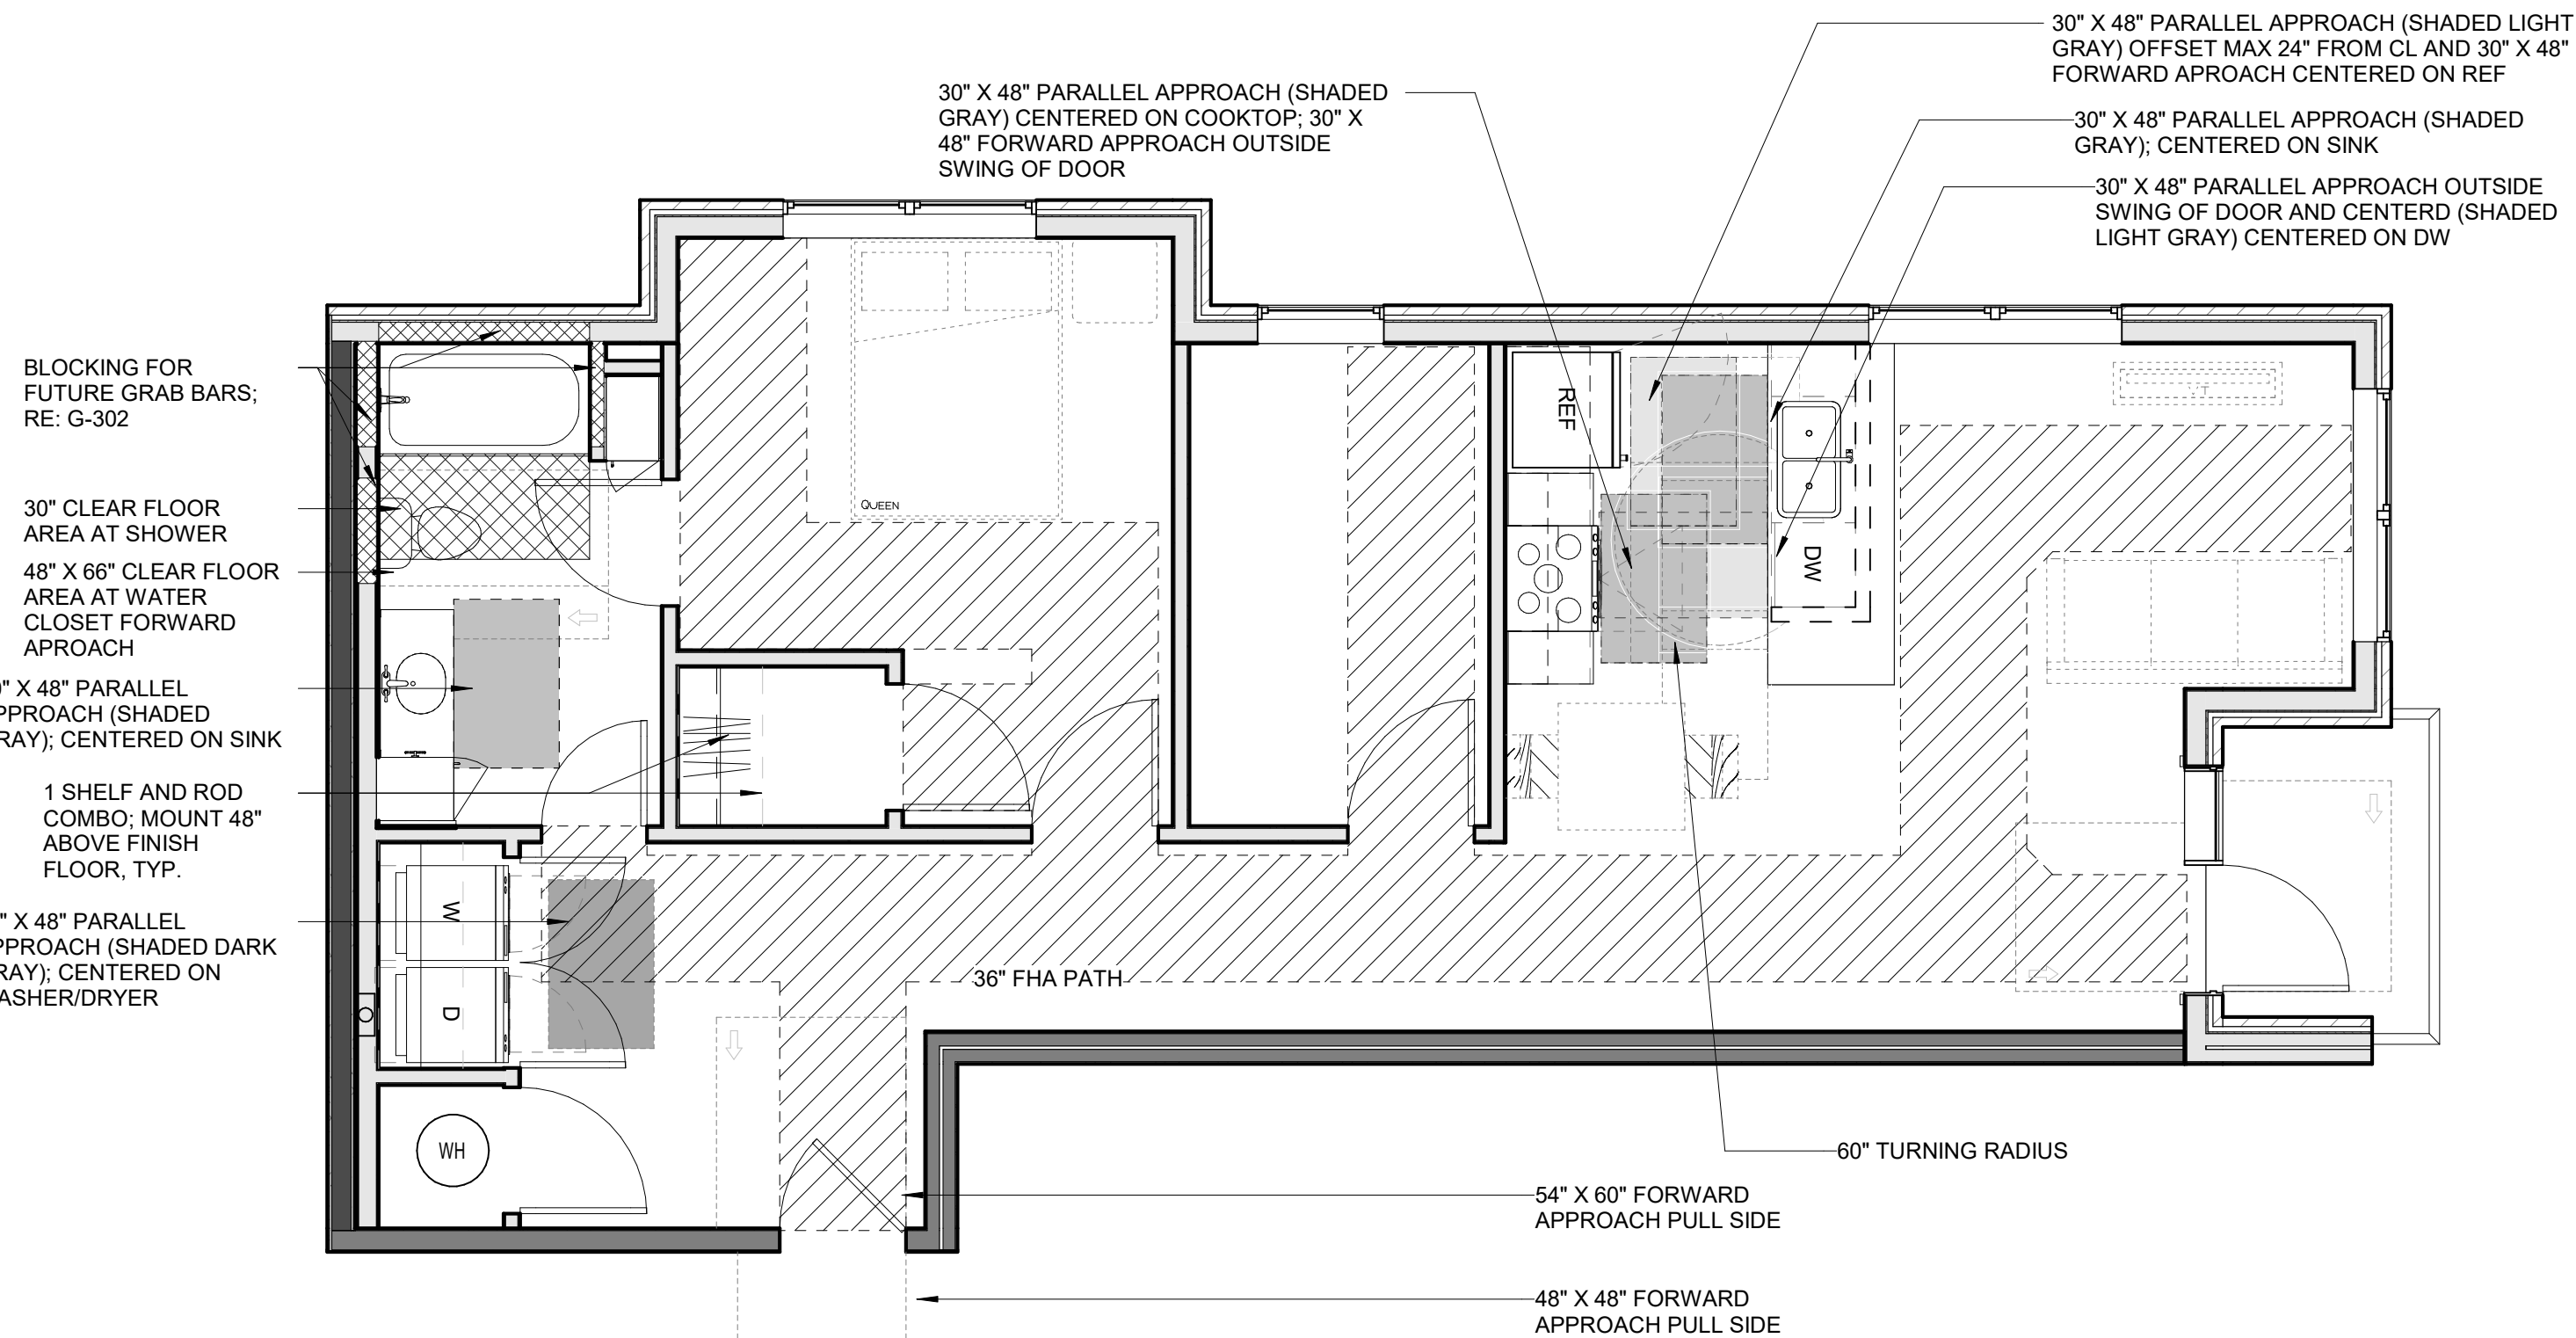 30" X 48" PARALLEL APPROACH (SHADED LIGHT
GRAY) OFFSET MAX 24" FROM CL AND 30" X 48"
FORWARD APROACH CENTERED ON REF
30" X 48" PARALLEL APPROACH (SHADED
GRAY) CENTERED ON COOKTOP; 30" X
48" FORWARD APPROACH OUTSIDE
SWING OF DOOR
30" X 48" PARALLEL APPROACH (SHADED
GRAY); CENTERED ON SINK
30" X 48" PARALLEL APPROACH OUTSIDE
SWING OF DOOR AND CENTERD (SHADED
LIGHT GRAY) CENTERED ON DW
BLOCKING FOR
FUTURE GRAB BARS;
RE: G-302
30" CLEAR FLOOR
AREA AT SHOWER
48" X 66" CLEAR FLOOR
AREA AT WATER
CLOSET FORWARD
APROACH
" X 48" PARALLEL
PPROACH (SHADED
RAY); CENTERED ON SINK
1 SHELF AND ROD
COMBO; MOUNT 48"
ABOVE FINISH
FLOOR, TYP.
" X 48" PARALLEL
PPROACH (SHADED DARK
RAY); CENTERED ON
ASHER/DRYER
QUEEN
REF
DW
W
D
WH
36" FHA PATH
60" TURNING RADIUS
54" X 60" FORWARD
APPROACH PULL SIDE
48" X 48" FORWARD
APPROACH PULL SIDE